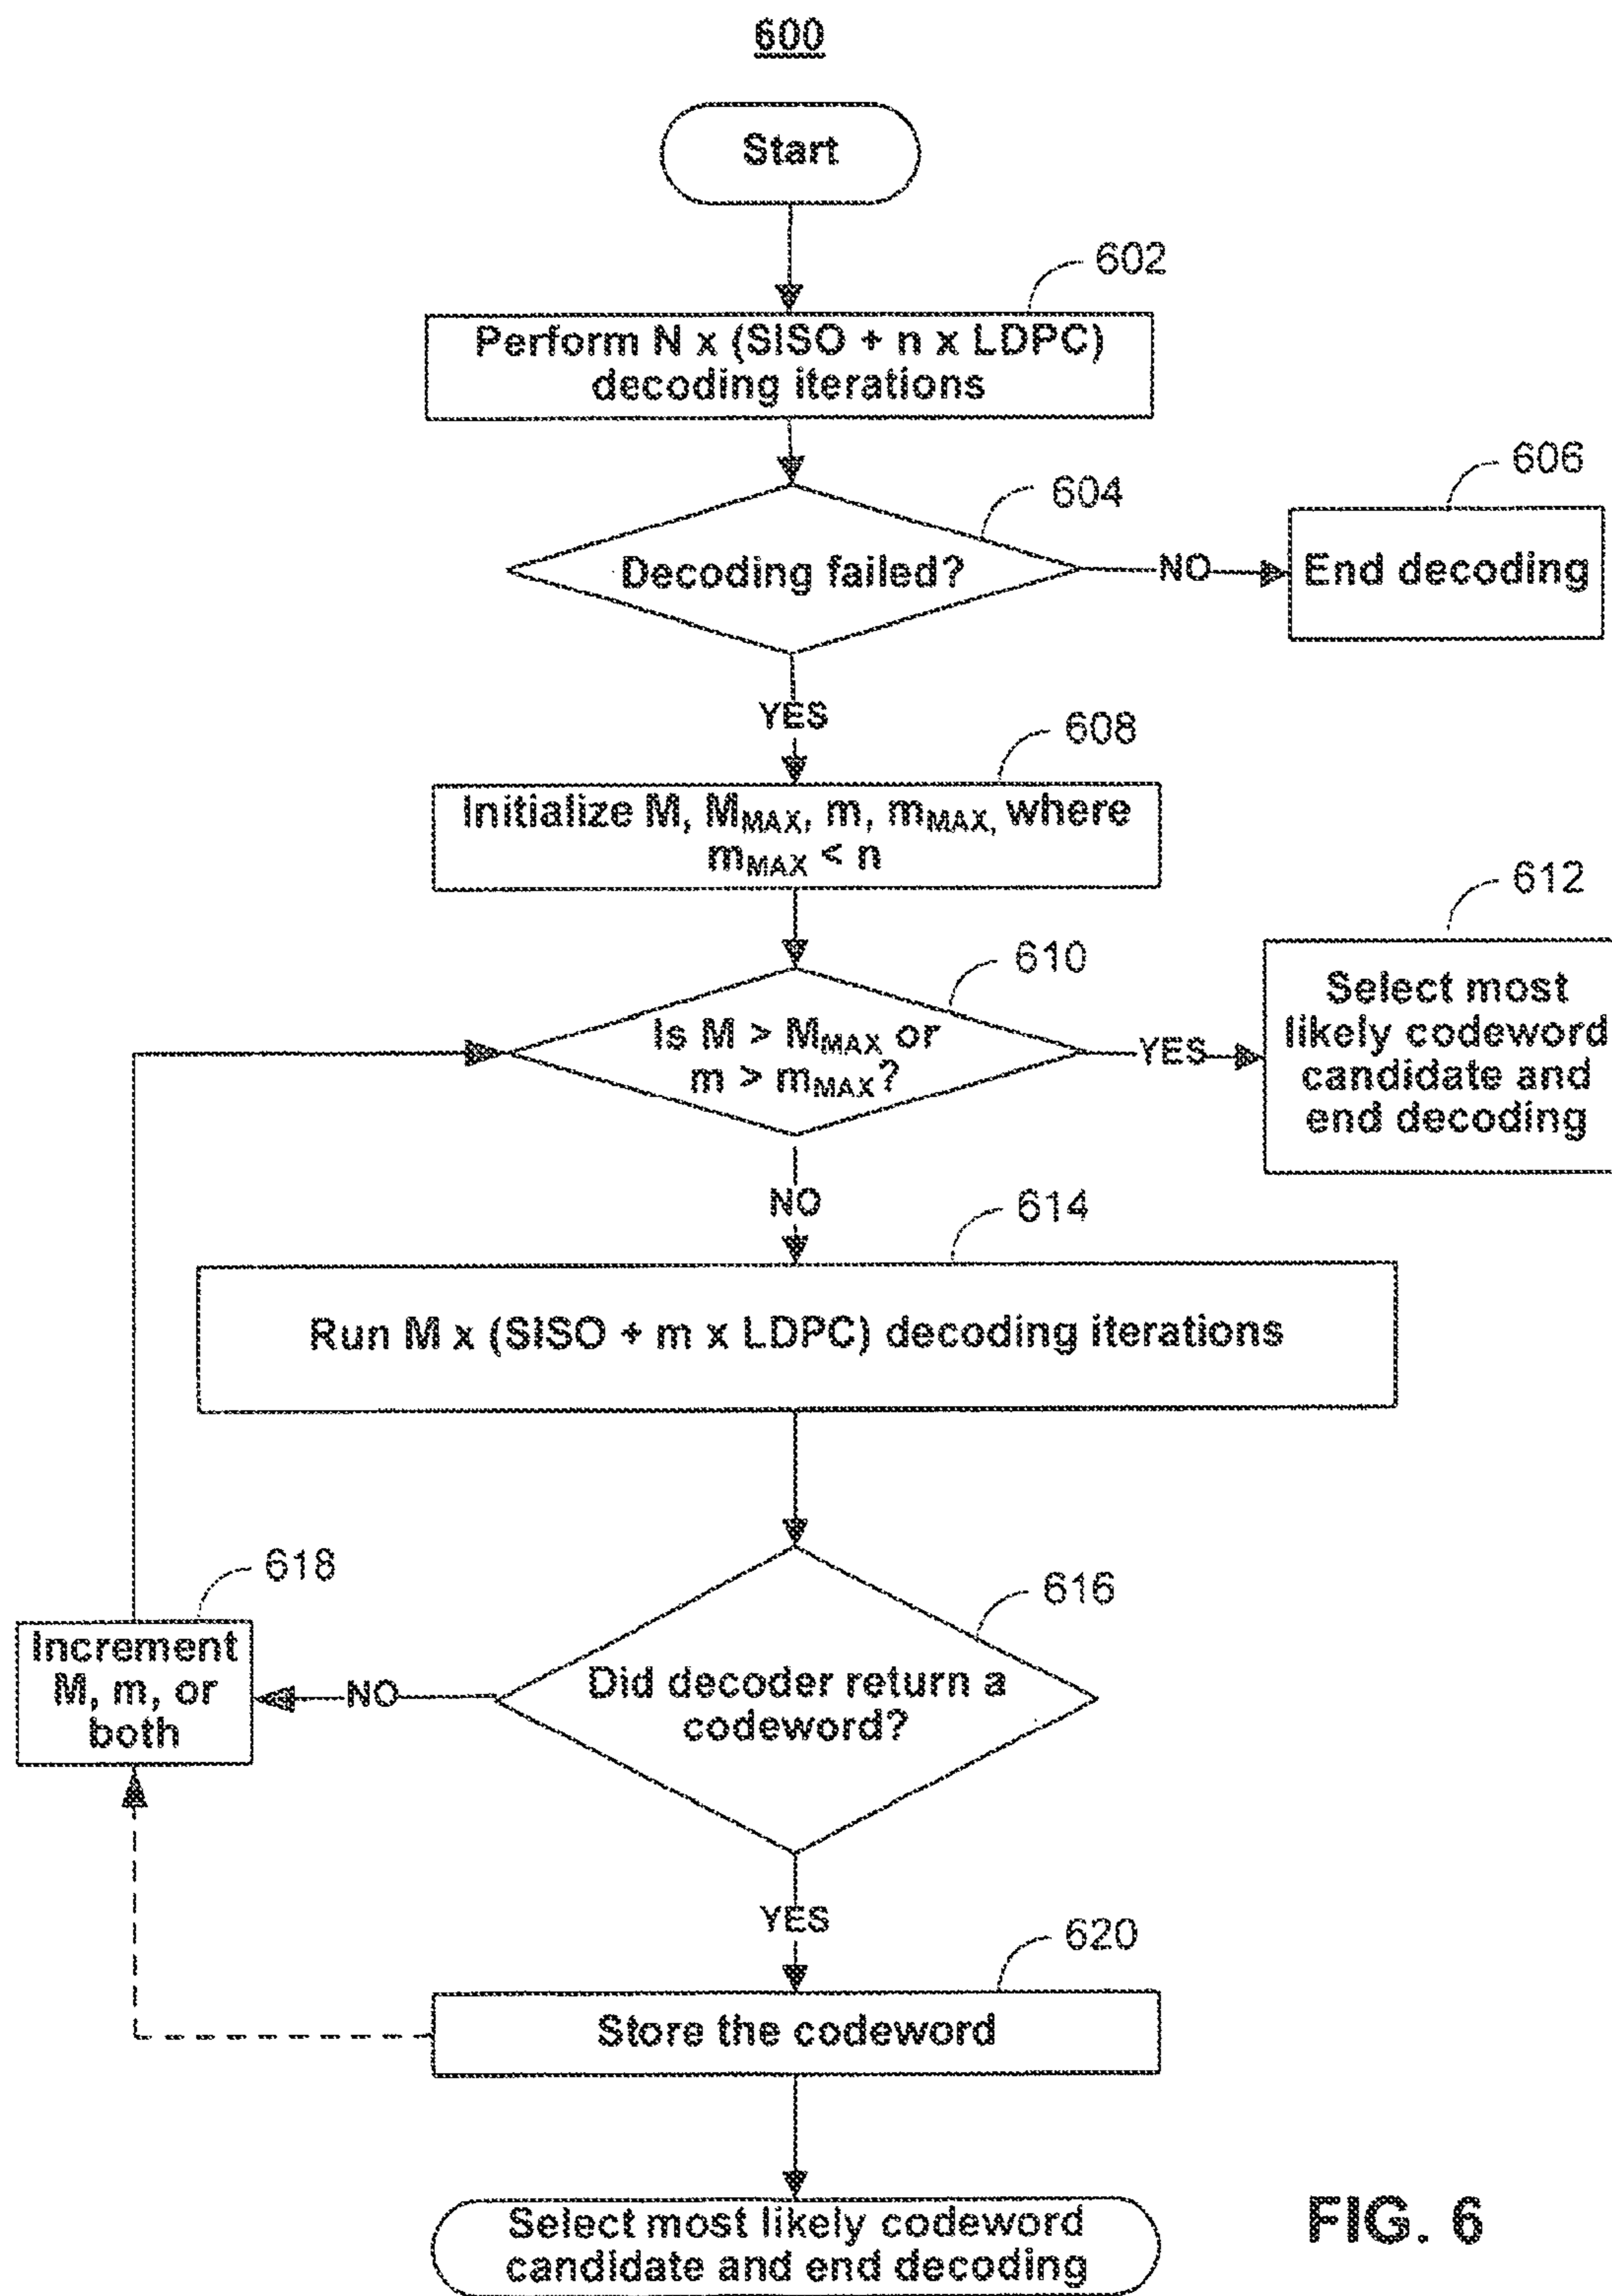 600
Start
602
Perform N x (SISO + n x LDPC)
decoding iterations
604
Decoding failed?
NO
606
End decoding
YES
608
Initialize M, MMAX, m, mMAX, where
mMAX < n
610
Is M > MMAX or
m > mMAX?
YES
612
Select most
likely codeword
candidate and
end decoding
NO
614
Run M x (SISO + m x LDPC) decoding iterations
616
Did decoder return a
codeword?
NO
618
Increment
M, m, or
both
YES
620
Store the codeword
Select most likely codeword
candidate and end decoding
FIG. 6